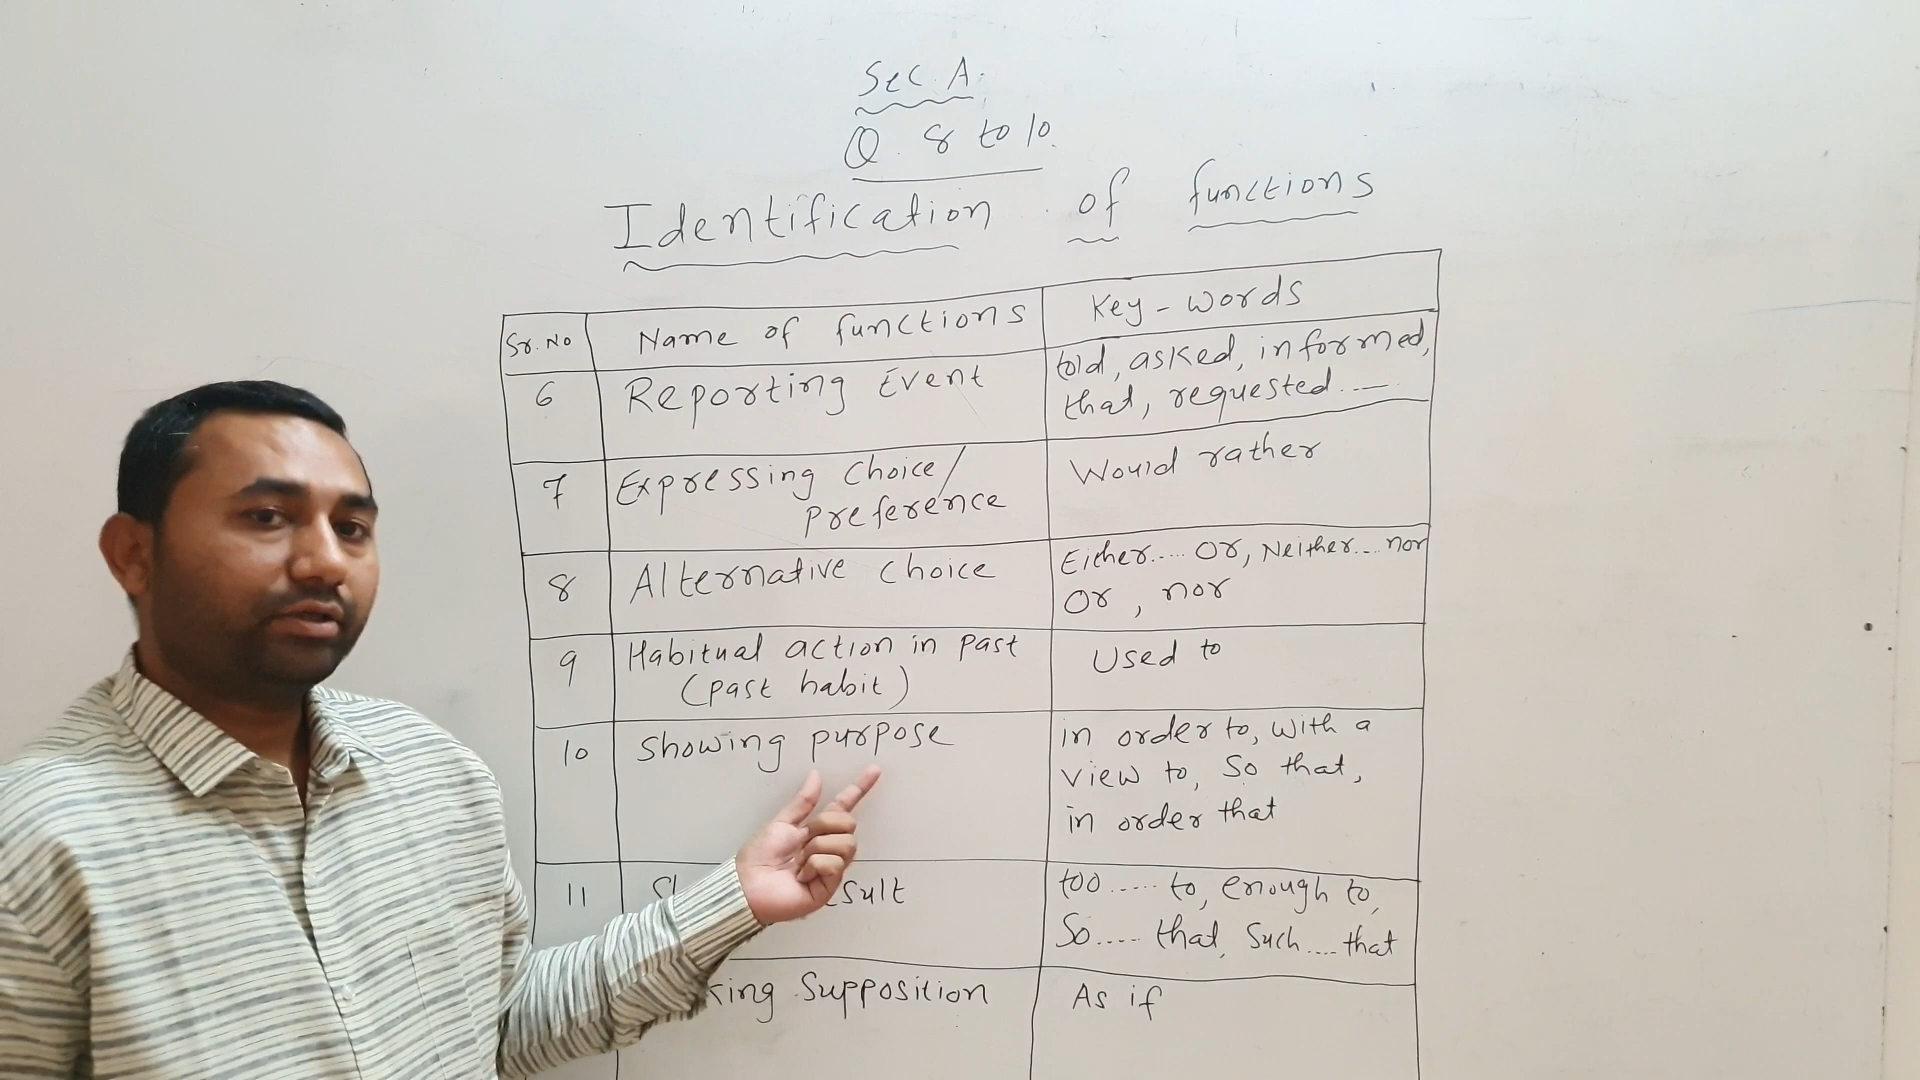 Sec. A.
Q. 8 to 10.
Identification of functions
Sr. No Name of functions Key-words
6 Reporting Event told, asked, informed,
that, requested.....
7 Expressing choice/ Would rather
preference
8 Alternative choice Either.... Or, Neither... nor
Or, nor
9 Habitual action in past Used to
(past habit)
10 Showing purpose in order to, with a
view to, So that,
in order that
11 sult too..... to, enough to,
So..... that, Such.... that
king Supposition As if